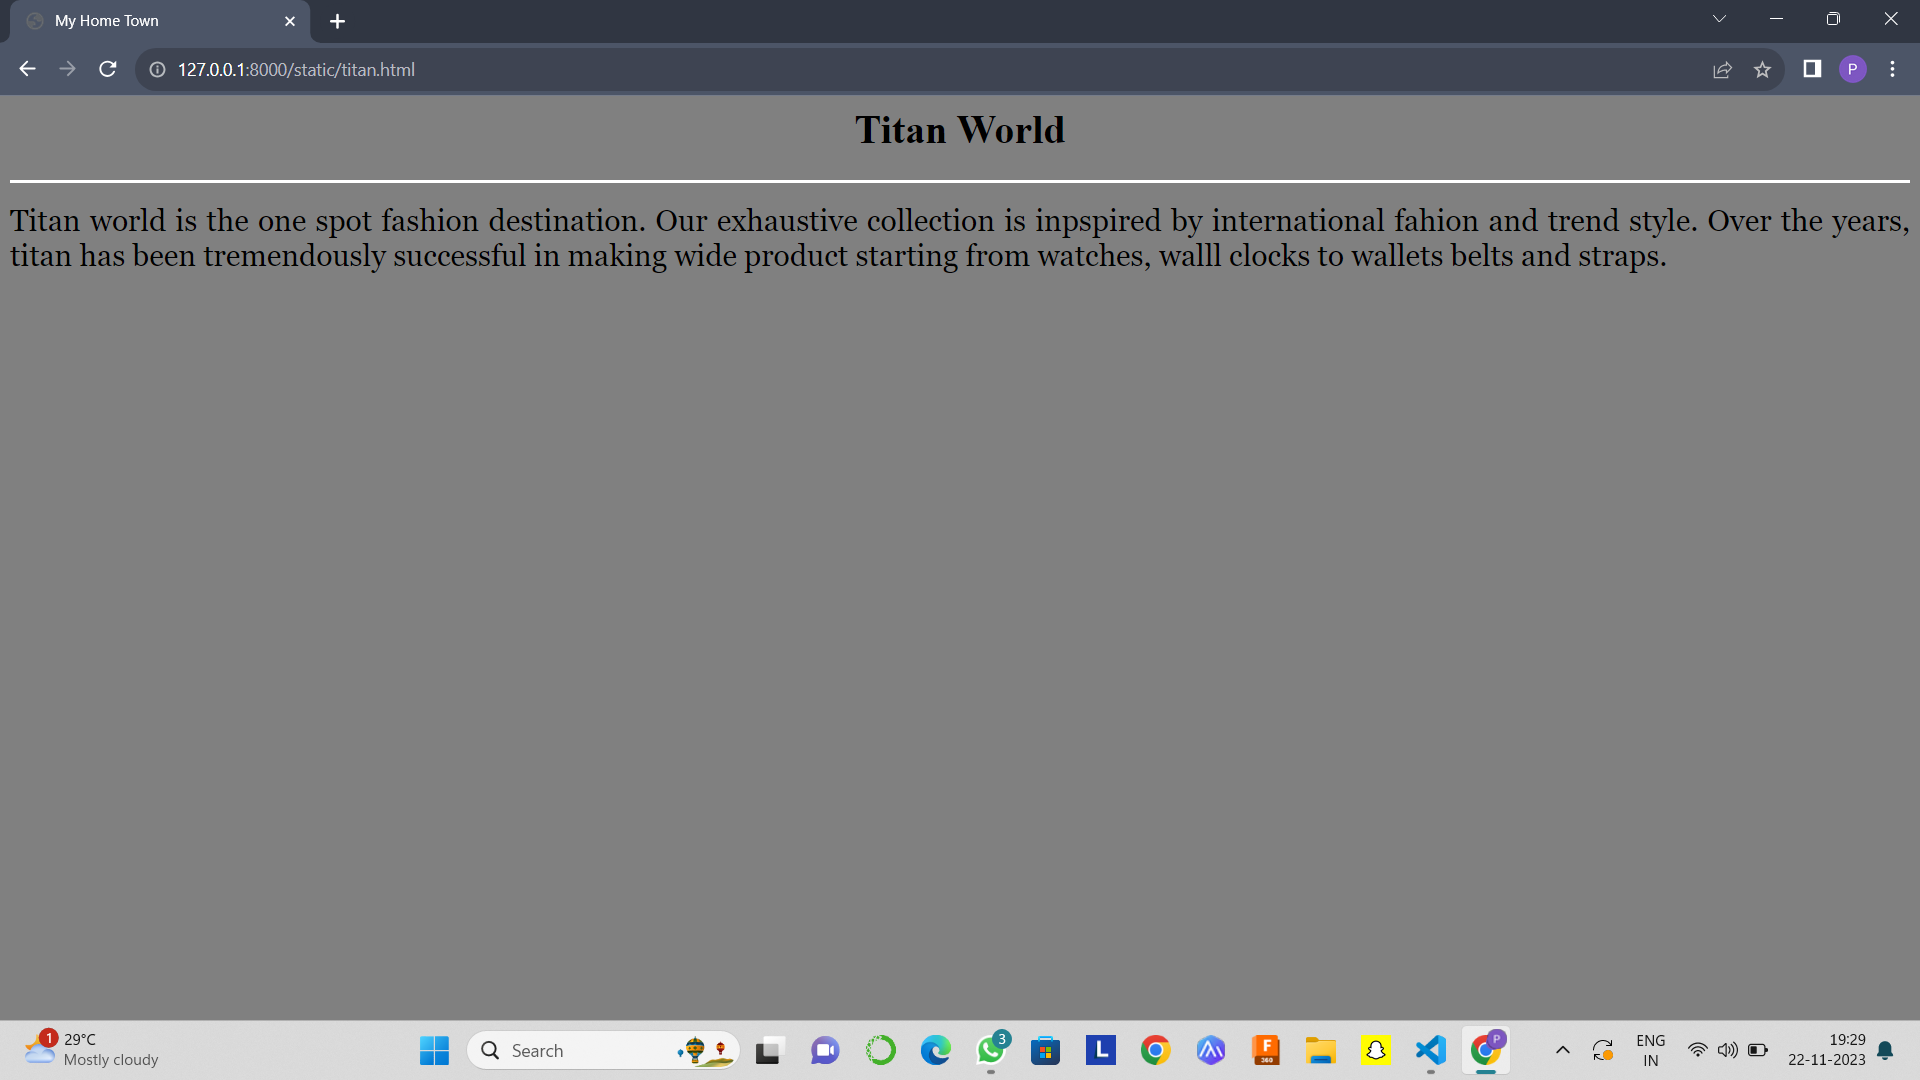 My Home Town
127.0.0.1:8000/static/titan.html
P
Titan World
Titan world is the one spot fashion destination. Our exhaustive collection is inpspired by international fahion and trend style. Over the years,
titan has been tremendously successful in making wide product starting from watches, walll clocks to wallets belts and straps.
1
29°C
Mostly cloudy
Search
3
L
F
360
P
ENG
IN
19:29
22-11-2023